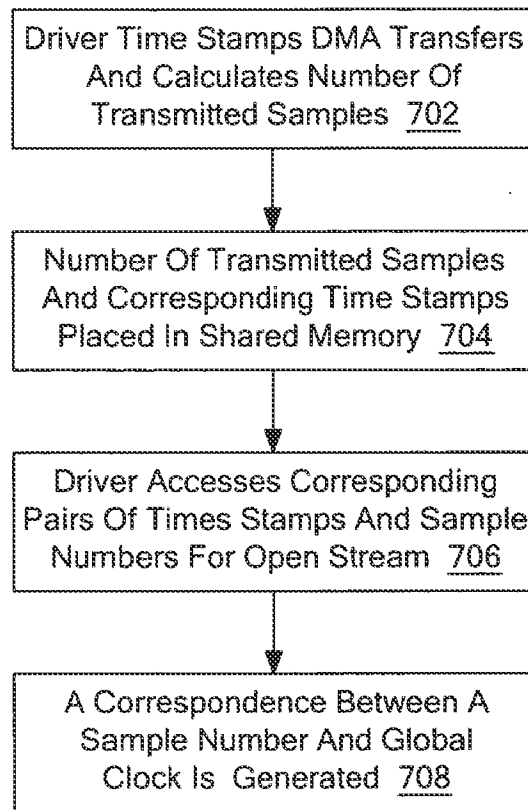 Driver Time Stamps DMA Transfers
And Calculates Number Of
Transmitted Samples 702
Number Of Transmitted Samples
And Corresponding Time Stamps
Placed In Shared Memory 704
Driver Accesses Corresponding
Pairs Of Times Stamps And Sample
Numbers For Open Stream 706
A Correspondence Between A
Sample Number And Global
Clock Is Generated 708